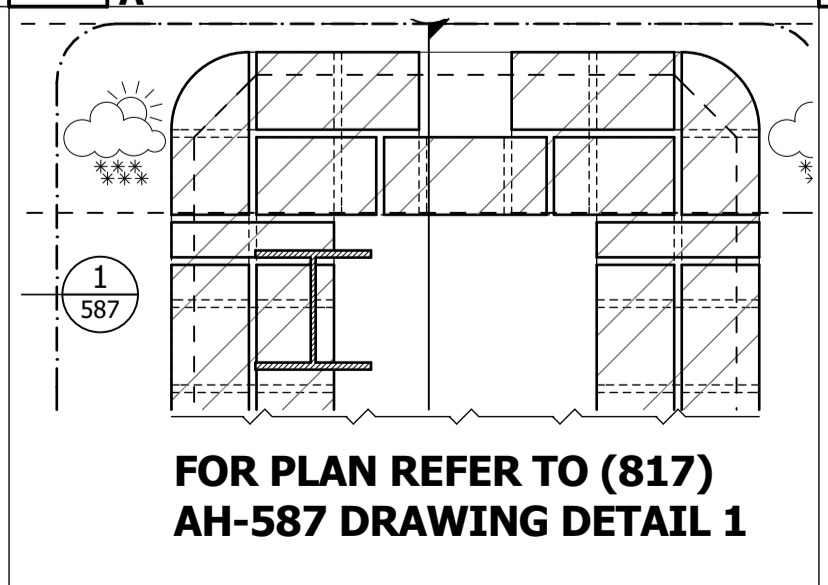 A
1
587
FOR PLAN REFER TO (817)
AH-587 DRAWING DETAIL 1